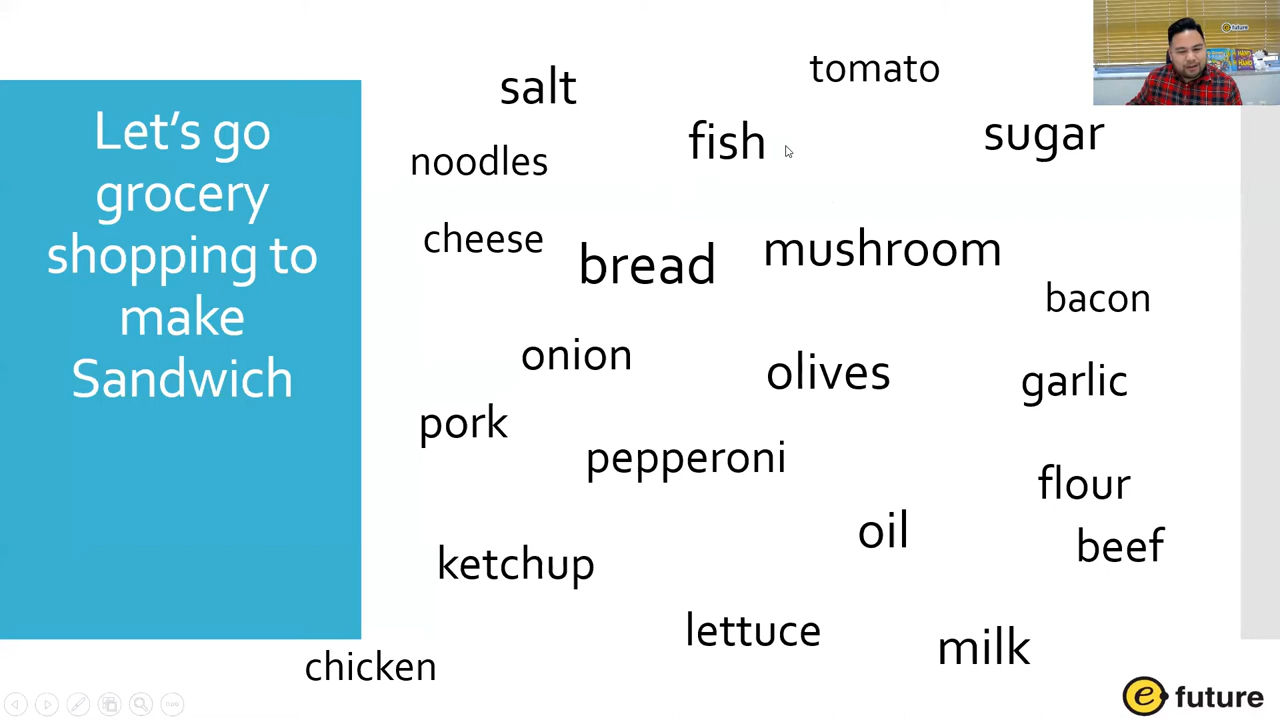 Let's go
grocery
shopping to
make
Sandwich
salt
tomato
fish
sugar
noodles
cheese
bread
mushroom
bacon
onion
olives
garlic
pork
pepperoni
flour
oil
beef
ketchup
lettuce
milk
chicken
e future
e future